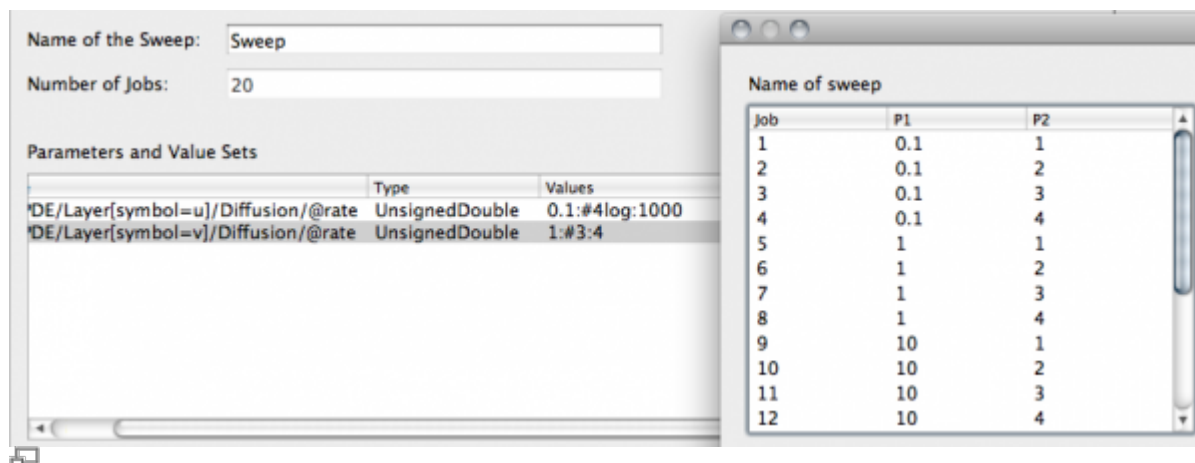 Name of the Sweep: Sweep
Number of Jobs: 20
Parameters and Value Sets
Type Values
DE/Layer[symbol=u]/Diffusion/@rate UnsignedDouble 0.1:#4log:1000
DE/Layer[symbol=v]/Diffusion/@rate UnsignedDouble 1:#3:4
Name of sweep
Job P1 P2
1 0.1 1
2 0.1 2
3 0.1 3
4 0.1 4
5 1 1
6 1 2
7 1 3
8 1 4
9 10 1
10 10 2
11 10 3
12 10 4